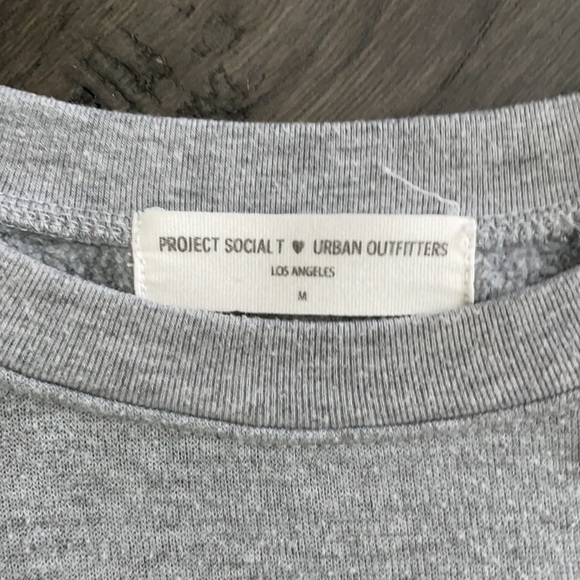 PROJECT SOCIAL T ♥ URBAN OUTFITTERS
LOS ANGELES
M